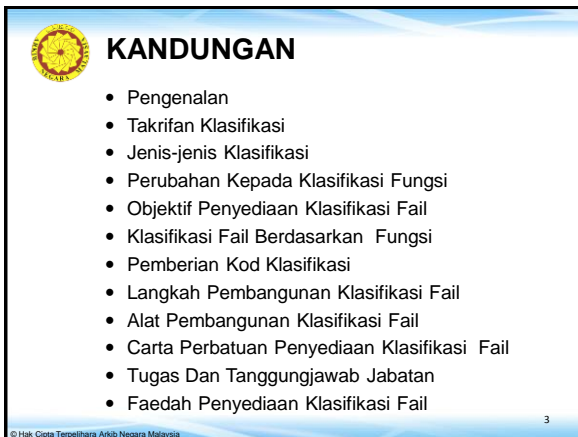 KANDUNGAN
• Pengenalan
• Takrifan Klasifikasi
• Jenis-jenis Klasifikasi
• Perubahan Kepada Klasifikasi Fungsi
• Objektif Penyediaan Klasifikasi Fail
• Klasifikasi Fail Berdasarkan Fungsi
• Pemberian Kod Klasifikasi
• Langkah Pembangunan Klasifikasi Fail
• Alat Pembangunan Klasifikasi Fail
• Carta Perbatuan Penyediaan Klasifikasi Fail
• Tugas Dan Tanggungjawab Jabatan
• Faedah Penyediaan Klasifikasi Fail
3
© Hak Cipta Terpelihara Arkib Negara Malaysia